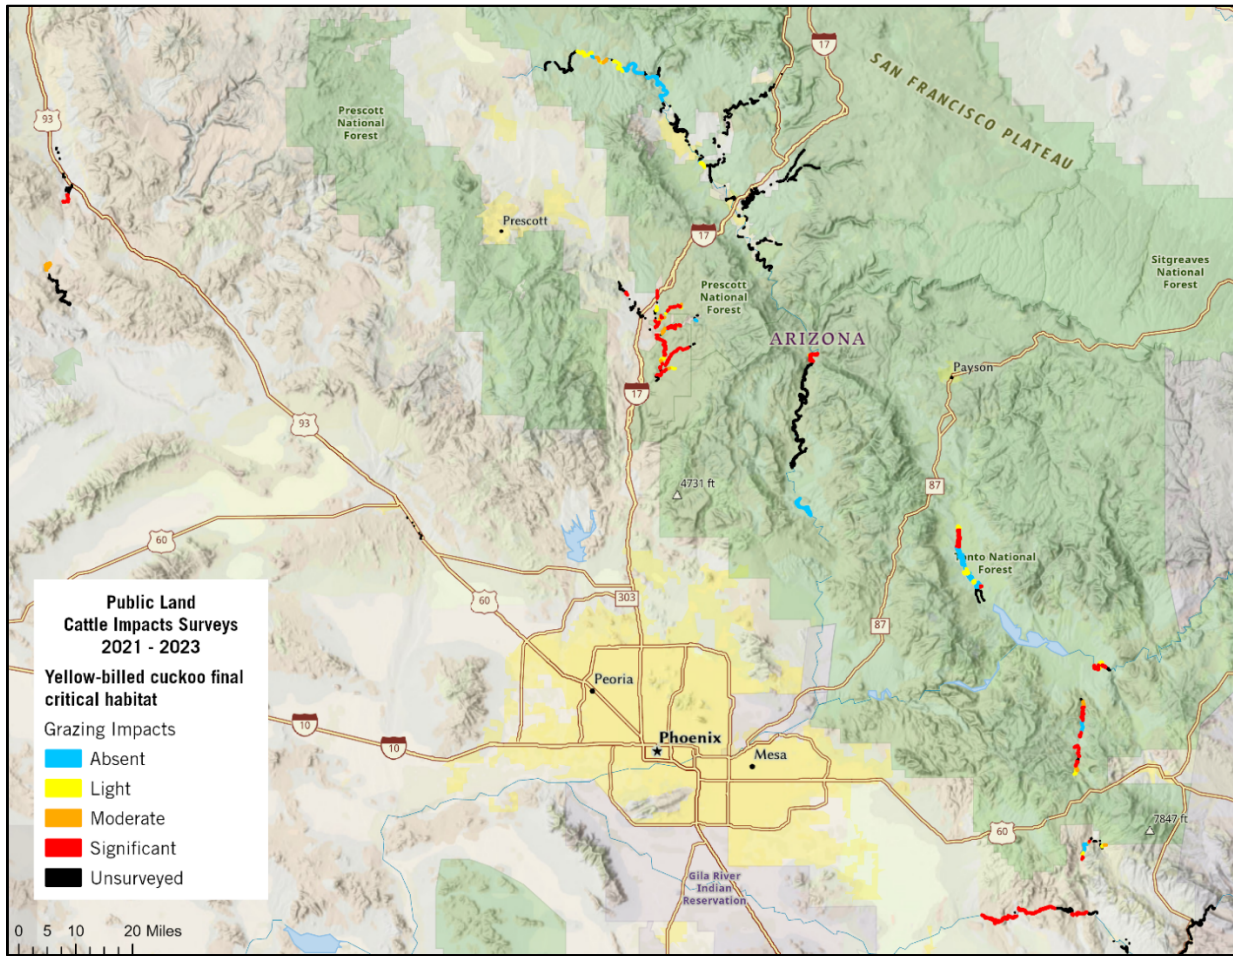 17
SAN FRANCISCO PLATEAU
93
Prescott
National
Forest
Prescott
17
Sitgreaves
National
Forest
Prescott
National
Forest
ARIZONA
Payson
17
93
87
4731 ft
60
Tonto National
Forest
Public Land
Cattle Impacts Surveys
2021 - 2023
Yellow-billed cuckoo final
critical habitat
Grazing Impacts
Absent
Light
Moderate
Significant
Unsurveyed
60
303
87
Peoria
10
10
Phoenix
Mesa
60
7847 ft
Gila River
Indian
Reservation
0 5 10 20 Miles